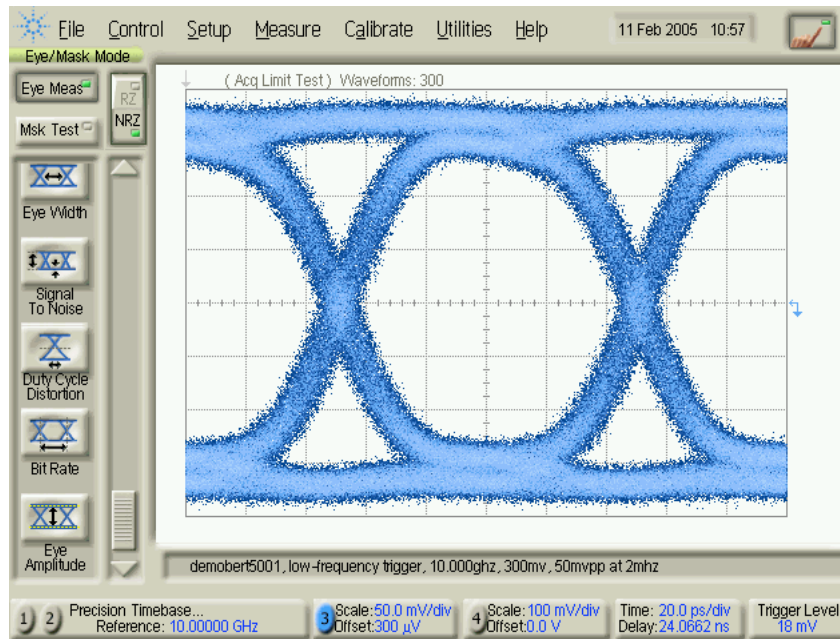 File Control Setup Measure Calibrate Utilities Help 11 Feb 2005 10:57
Eye/Mask Mode
Eye Meas
RZ
NRZ
Msk Test
Eye Width
Signal
To Noise
Duty Cycle
Distortion
Bit Rate
Eye
Amplitude
( Acq Limit Test ) Waveforms: 300
demobert5001, low-frequency trigger, 10.000ghz, 300mv, 50mvpp at 2mhz
1 2 Precision Timebase...
Reference: 10.00000 GHz
3 Scale:50.0 mV/div
Offset:300 µV
4 Scale:100 mV/div
Offset:0.0 V
Time: 20.0 ps/div
Delay:24.0662 ns
Trigger Level
18 mV